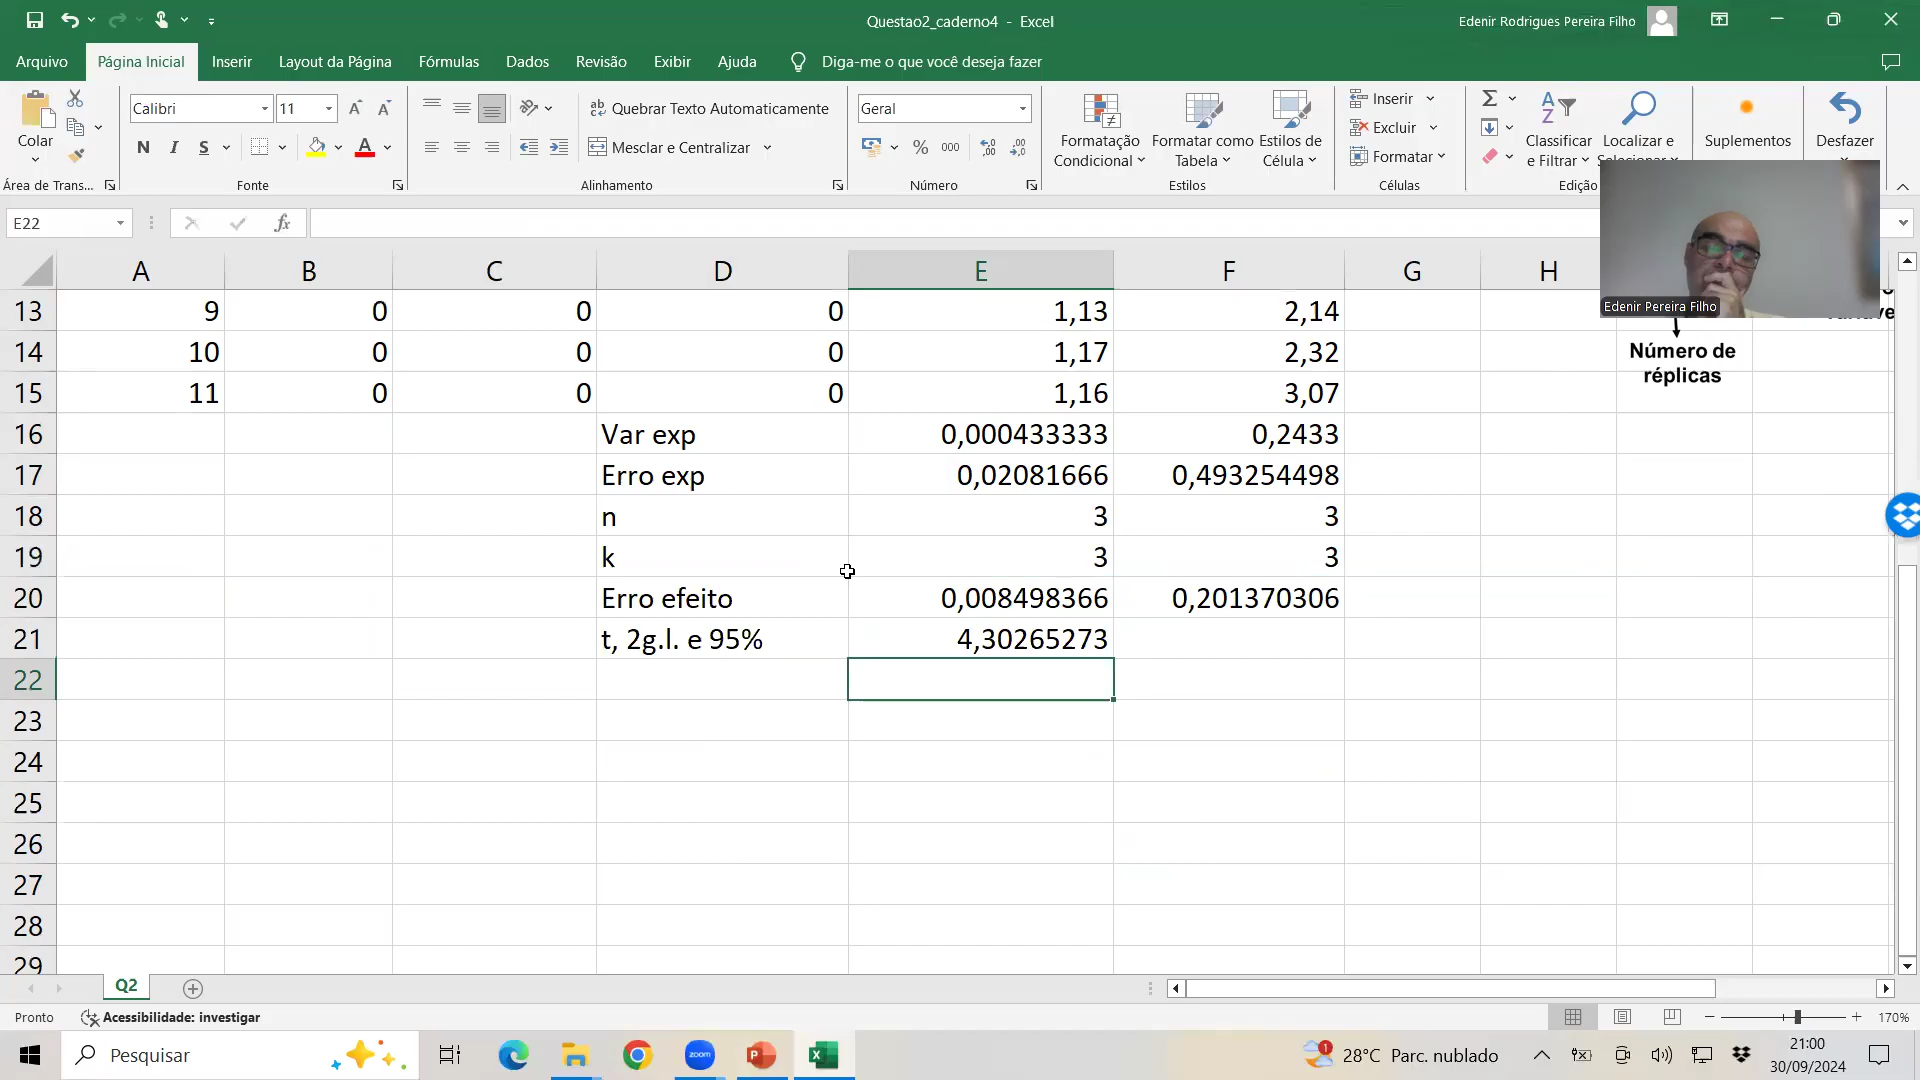 Questao2_caderno4 - Excel
Edenir Rodrigues Pereira Filho
Arquivo
Página Inicial
Inserir
Layout da Página
Fórmulas
Dados
Revisão
Exibir
Ajuda
Diga-me o que você deseja fazer
Colar
Calibri
11
Quebrar Texto Automaticamente
Geral
N I S
Mesclar e Centralizar
% 000
Formatação
Condicional
Formatar como
Tabela
Estilos de
Célula
Inserir
Excluir
Formatar
Classificar
e Filtrar
Localizar e
Suplementos
Desfazer
Área de Trans...
Fonte
Alinhamento
Número
Estilos
Células
Edição
E22
fx
Edenir Pereira Filho
A B C D E F G H
13 9 0 0 0 1,13 2,14
14 10 0 0 0 1,17 2,32
15 11 0 0 0 1,16 3,07
Número de
réplicas
16 Var exp 0,000433333 0,2433
17 Erro exp 0,02081666 0,493254498
18 n 3 3
19 k 3 3
20 Erro efeito 0,008498366 0,201370306
21 t, 2g.l. e 95% 4,30265273
22
23
24
25
26
27
28
29
Q2
Pronto
Acessibilidade: investigar
170%
Pesquisar
zoom
28°C Parc. nublado
21:00
30/09/2024